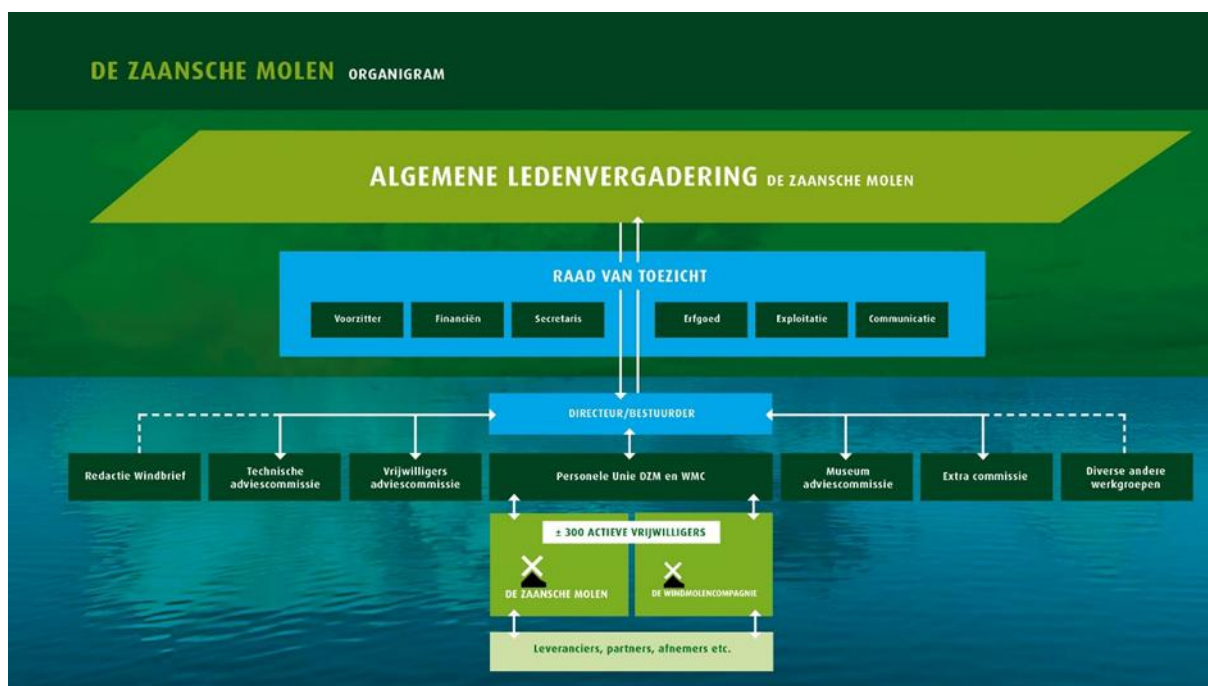 DE ZAANSCHE MOLEN ORGANIGRAM
ALGEMENE LEDENVERGADERING DE ZAANSCHE MOLEN
RAAD VAN TOEZICHT
Voorzitter
Financiën
Secretaris
Erfgoed
Exploitatie
Communicatie
DIRECTEUR/BESTUURDER
Redactie Windbrief
Technische
adviescommissie
Vrijwilligers
adviescommissie
Personele Unie DZM en WMC
Museum
adviescommissie
Extra commissie
Diverse andere
werkgroepen
± 300 ACTIEVE VRIJWILLIGERS
DE ZAANSCHE MOLEN
DE WINDMOLENCOMPAGNIE
Leveranciers, partners, afnemers etc.